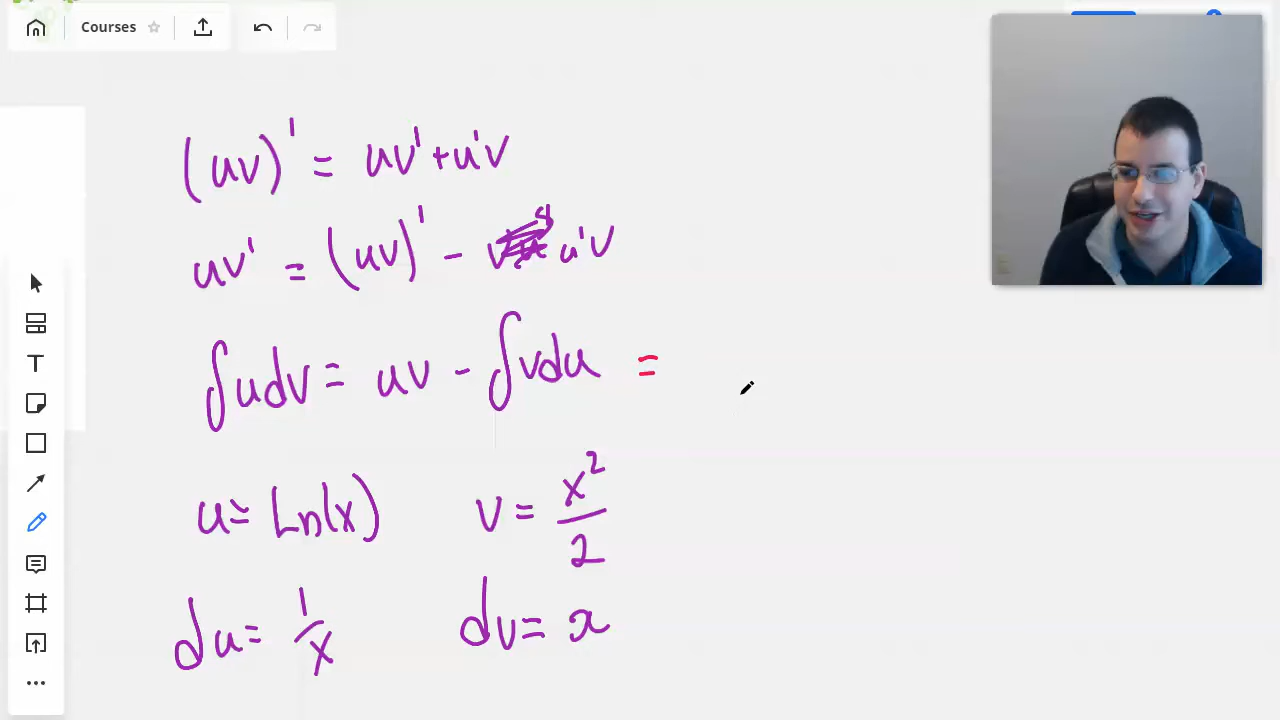 Courses
(uv)' = uv' + u'v
uv' = (uv)' - u'v
∫udv = uv - ∫vdu =
u = Ln(x)    v = x²/2
du = 1/x    dv = x